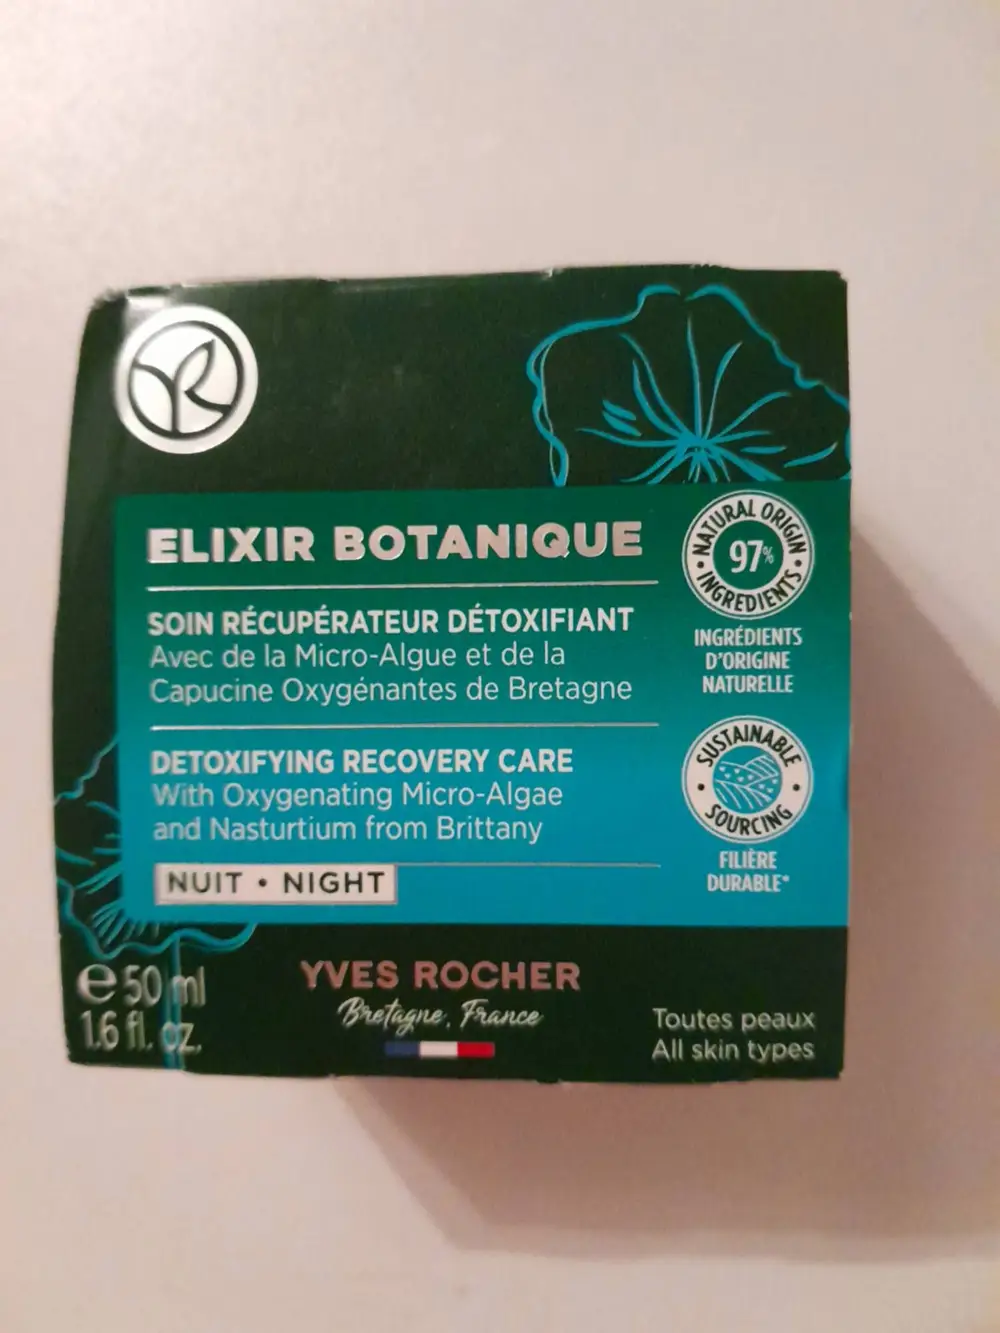 ELIXIR BOTANIQUE
SOIN RÉCUPÉRATEUR DÉTOXIFIANT
Avec de la Micro-Algue et de la
Capucine Oxygénantes de Bretagne
DETOXIFYING RECOVERY CARE
With Oxygenating Micro-Algae
and Nasturtium from Brittany
NUIT • NIGHT
NATURAL ORIGIN
97%
• INGREDIENTS •
INGRÉDIENTS
D'ORIGINE
NATURELLE
SUSTAINABLE
• SOURCING •
FILIÈRE
DURABLE*
e 50 ml
1.6 fl. oz.
YVES ROCHER
Bretagne, France
Toutes peaux
All skin types